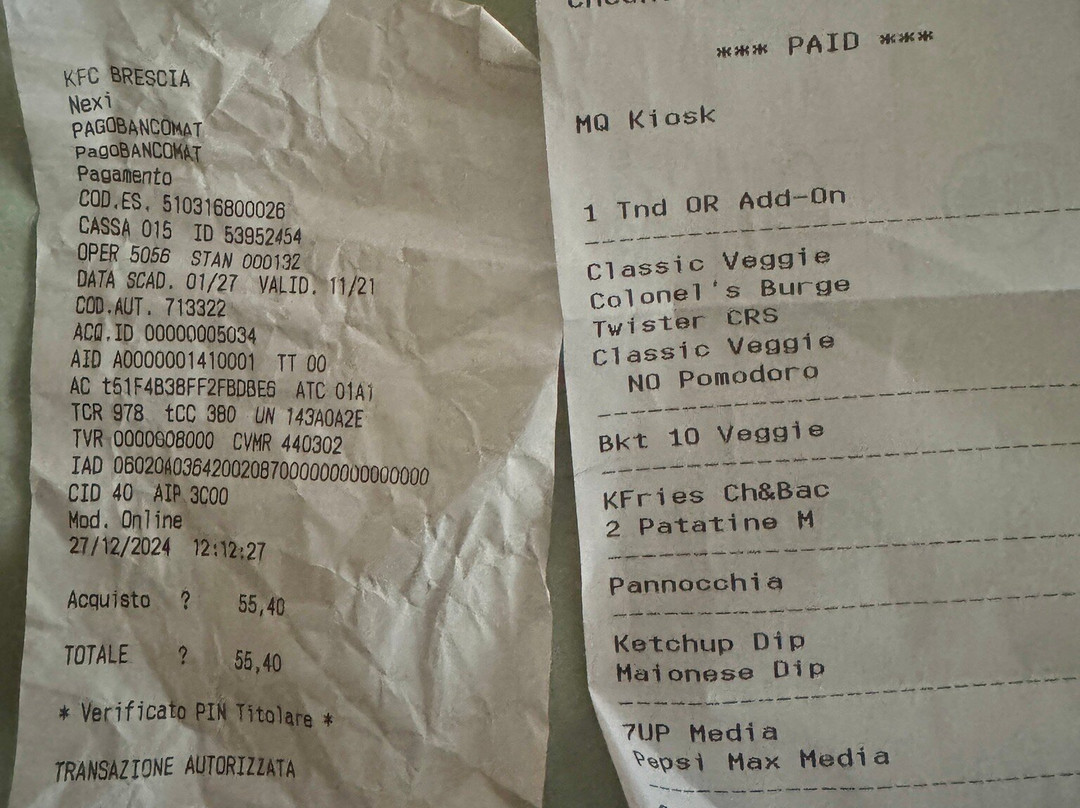 KFC BRESCIA
Nexi
PAGOBANCOMAT
PagoBANCOMAT
Pagamento
COD.ES. 510316800026
CASSA 015 ID 53952454
OPER 5056 STAN 000132
DATA SCAD. 01/27 VALID. 11/21
COD.AUT. 713322
ACQ.ID 00000005034
AID A0000001410001 TT 00
AC t51F4B38FF2FBDBE6 ATC 01A1
TCR 978 tCC 380 UN 143A0A2E
TVR 0000008000 CVMR 440302
IAD 06020A03642002087000000000000000
CID 40 AIP 3C00
Mod. Online
27/12/2024 12:12:27
Acquisto ? 55,40
TOTALE ? 55,40
* Verificato PIN Titolare *
TRANSAZIONE AUTORIZZATA
*** PAID ***
MQ Kiosk
1 Tnd OR Add-On
Classic Veggie
Colonel's Burge
Twister CRS
Classic Veggie
NO Pomodoro
Bkt 10 Veggie
KFries Ch&Bac
2 Patatine M
Pannocchia
Ketchup Dip
Maionese Dip
7UP Media
Pepsi Max Media